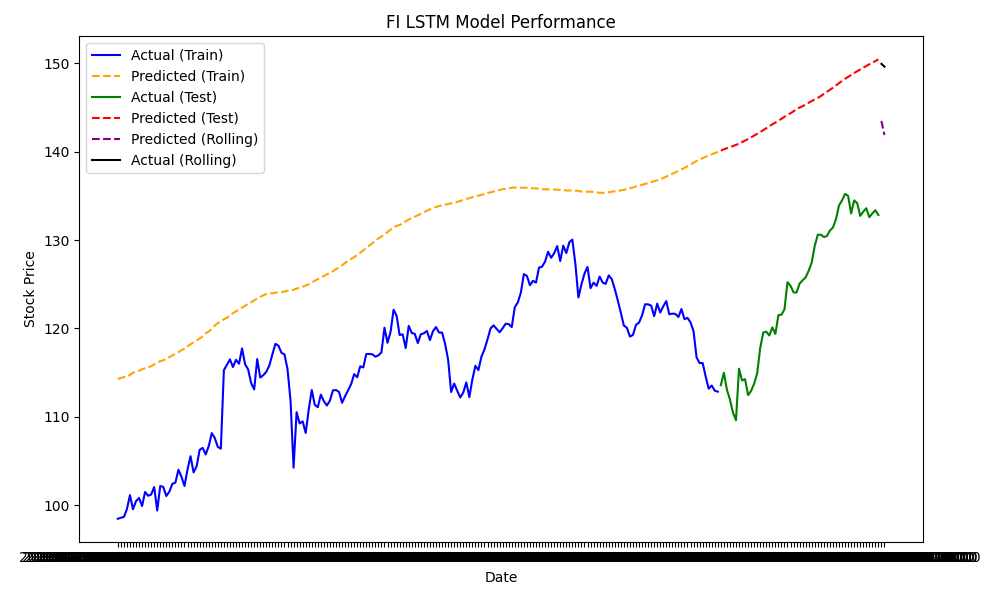 FI LSTM Model Performance
Actual (Train)
Predicted (Train)
Actual (Test)
Predicted (Test)
Predicted (Rolling)
Actual (Rolling)
150
140
130
120
110
100
Stock Price
Date